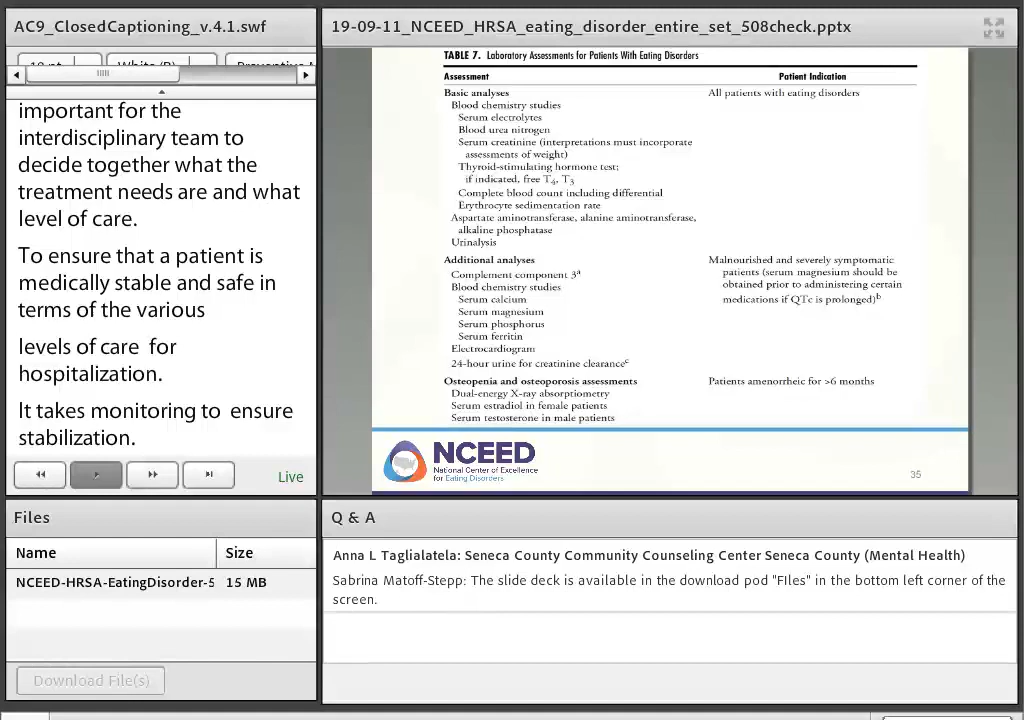 AC9_ClosedCaptioning_v.4.1.swf
important for the
interdisciplinary team to
decide together what the
treatment needs are and what
level of care.
To ensure that a patient is
medically stable and safe in
terms of the various
levels of care  for
hospitalization.
It takes monitoring to  ensure
stabilization.
Live
Files
Name Size
NCEED-HRSA-EatingDisorder-5 15 MB
Download File(s)
19-09-11_NCEED_HRSA_eating_disorder_entire_set_508check.pptx
TABLE 7. Laboratory Assessments for Patients With Eating Disorders
Assessment Patient Indication
Basic analyses All patients with eating disorders
Blood chemistry studies
Serum electrolytes
Blood urea nitrogen
Serum creatinine (interpretations must incorporate
assessments of weight)
Thyroid-stimulating hormone test;
if indicated, free T4, T3
Complete blood count including differential
Erythrocyte sedimentation rate
Aspartate aminotransferase, alanine aminotransferase,
alkaline phosphatase
Urinalysis
Additional analyses Malnourished and severely symptomatic
patients (serum magnesium should be
obtained prior to administering certain
medications if QTc is prolonged)b
Complement component 3a
Blood chemistry studies
Serum calcium
Serum magnesium
Serum phosphorus
Serum ferritin
Electrocardiogram
24-hour urine for creatinine clearancec
Osteopenia and osteoporosis assessments Patients amenorrheic for >6 months
Dual-energy X-ray absorptiometry
Serum estradiol in female patients
Serum testosterone in male patients
NCEED
National Center of Excellence
for Eating Disorders
35
Q & A
Anna L Taglialatela: Seneca County Community Counseling Center Seneca County (Mental Health)
Sabrina Matoff-Stepp: The slide deck is available in the download pod "FIles" in the bottom left corner of the
screen.